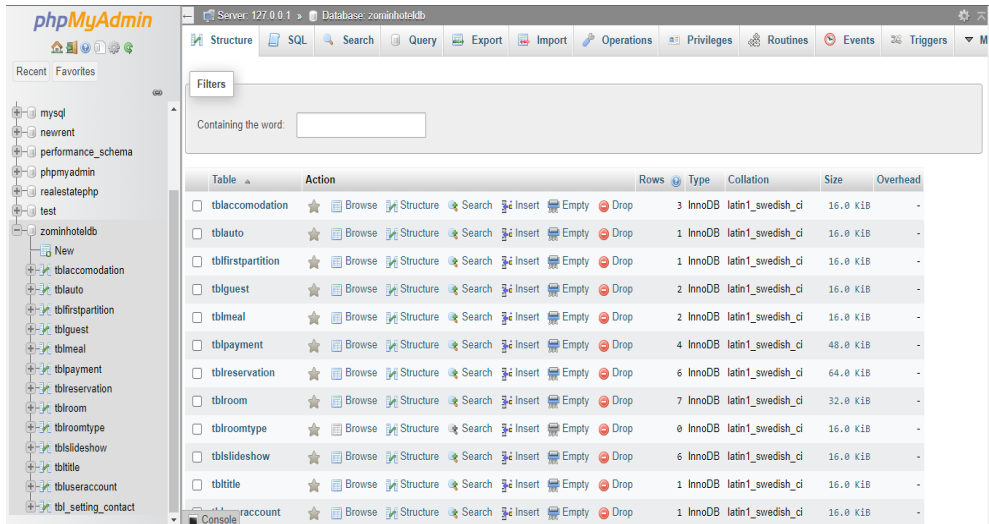 phpMyAdmin
Recent Favorites
mysql
newrent
performance_schema
phpmyadmin
realestatephp
test
zominhoteldb
New
tblaccomodation
tblauto
tblfirstpartition
tblguest
tblmeal
tblpayment
tblreservation
tblroom
tblroomtype
tblslideshow
tbltitle
tbluseraccount
tbl_setting_contact
Server: 127.0.0.1 » Database: zominhoteldb
Structure SQL Search Query Export Import Operations Privileges Routines Events Triggers M
Filters
Containing the word:
Table Action Rows Type Collation Size Overhead
tblaccomodation Browse Structure Search Insert Empty Drop 3 InnoDB latin1_swedish_ci 16.0 KiB -
tblauto Browse Structure Search Insert Empty Drop 1 InnoDB latin1_swedish_ci 16.0 KiB -
tblfirstpartition Browse Structure Search Insert Empty Drop 1 InnoDB latin1_swedish_ci 16.0 KiB -
tblguest Browse Structure Search Insert Empty Drop 2 InnoDB latin1_swedish_ci 16.0 KiB -
tblmeal Browse Structure Search Insert Empty Drop 2 InnoDB latin1_swedish_ci 16.0 KiB -
tblpayment Browse Structure Search Insert Empty Drop 4 InnoDB latin1_swedish_ci 48.0 KiB -
tblreservation Browse Structure Search Insert Empty Drop 6 InnoDB latin1_swedish_ci 64.0 KiB -
tblroom Browse Structure Search Insert Empty Drop 7 InnoDB latin1_swedish_ci 32.0 KiB -
tblroomtype Browse Structure Search Insert Empty Drop 0 InnoDB latin1_swedish_ci 16.0 KiB -
tblslideshow Browse Structure Search Insert Empty Drop 6 InnoDB latin1_swedish_ci 16.0 KiB -
tbltitle Browse Structure Search Insert Empty Drop 1 InnoDB latin1_swedish_ci 16.0 KiB -
raccount Browse Structure Search Insert Empty Drop 1 InnoDB latin1_swedish_ci 16.0 KiB -
Console